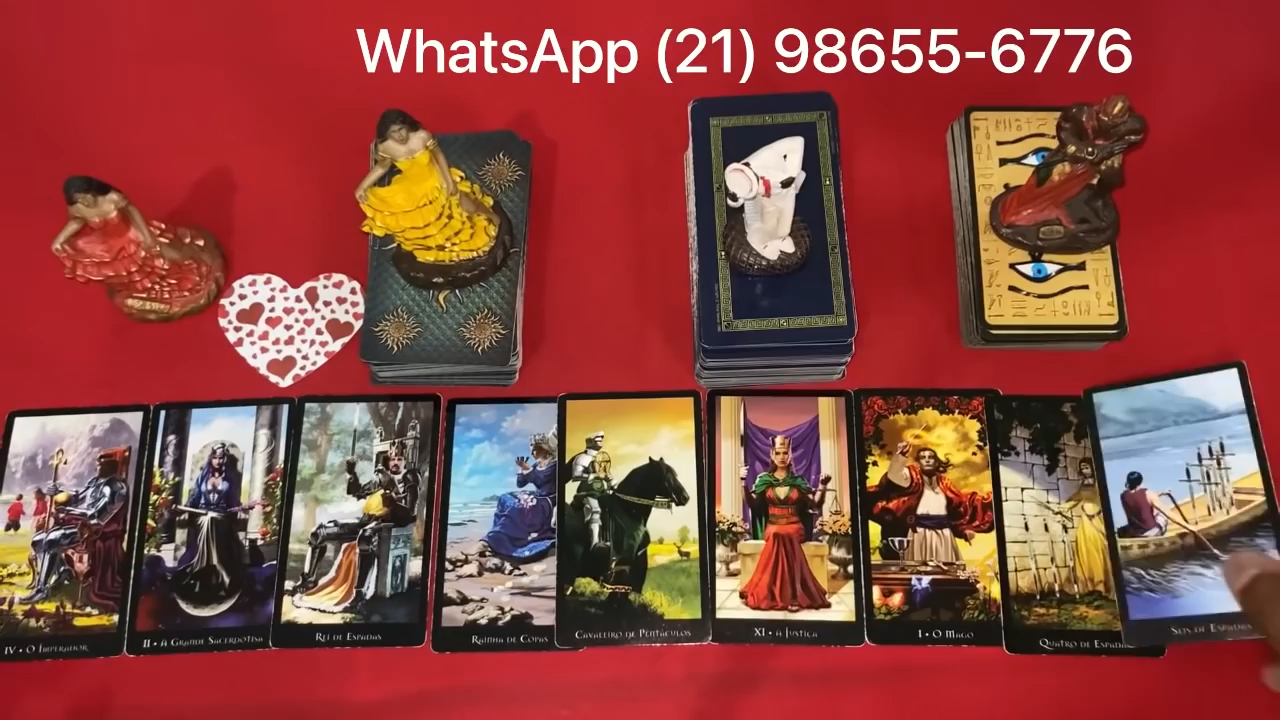 WhatsApp (21) 98655-6776
IV • O Imperador
II • A Grande Sacerdotisa
Rei de Espadas
Rainha de Copas
Cavaleiro de Pentáculos
XI • A Justiça
I • O Mago
Quatro de Espadas
Seis de Espadas